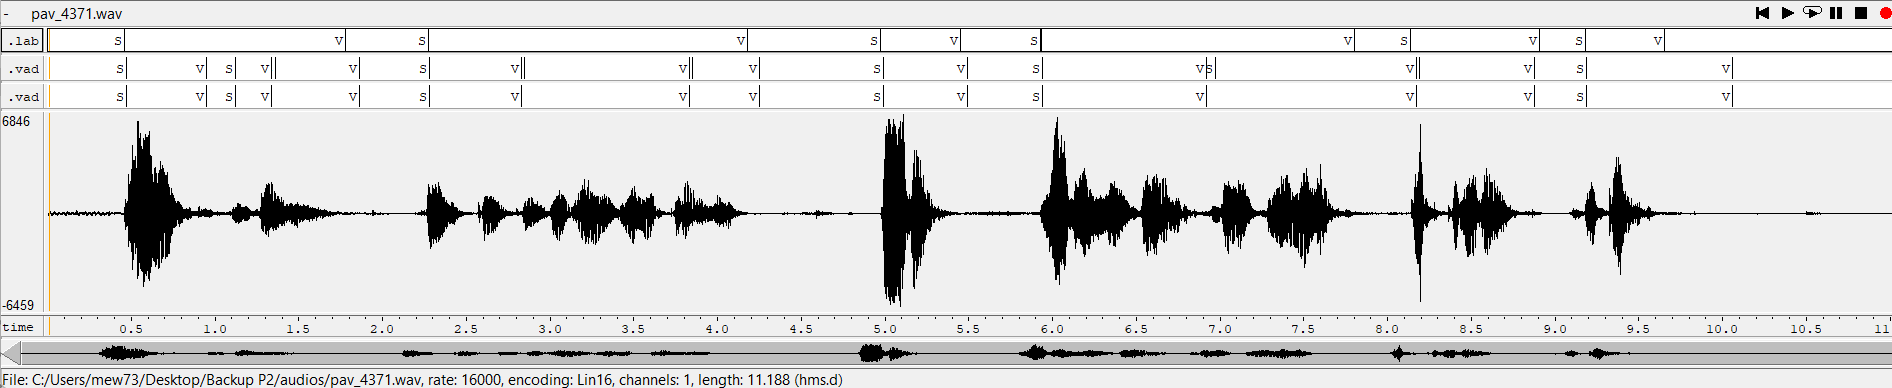 - pav_4371.wav
.lab S V S V S V S V S V S V
.vad S V S V V S V V V S V S V S V V S V
.vad S V S V V S V V V S V S V V V S V
6846
-6459
time 0.5 1.0 1.5 2.0 2.5 3.0 3.5 4.0 4.5 5.0 5.5 6.0 6.5 7.0 7.5 8.0 8.5 9.0 9.5 10.0 10.5 11
File: C:/Users/mew73/Desktop/Backup P2/audios/pav_4371.wav, rate: 16000, encoding: Lin16, channels: 1, length: 11.188 (hms.d)